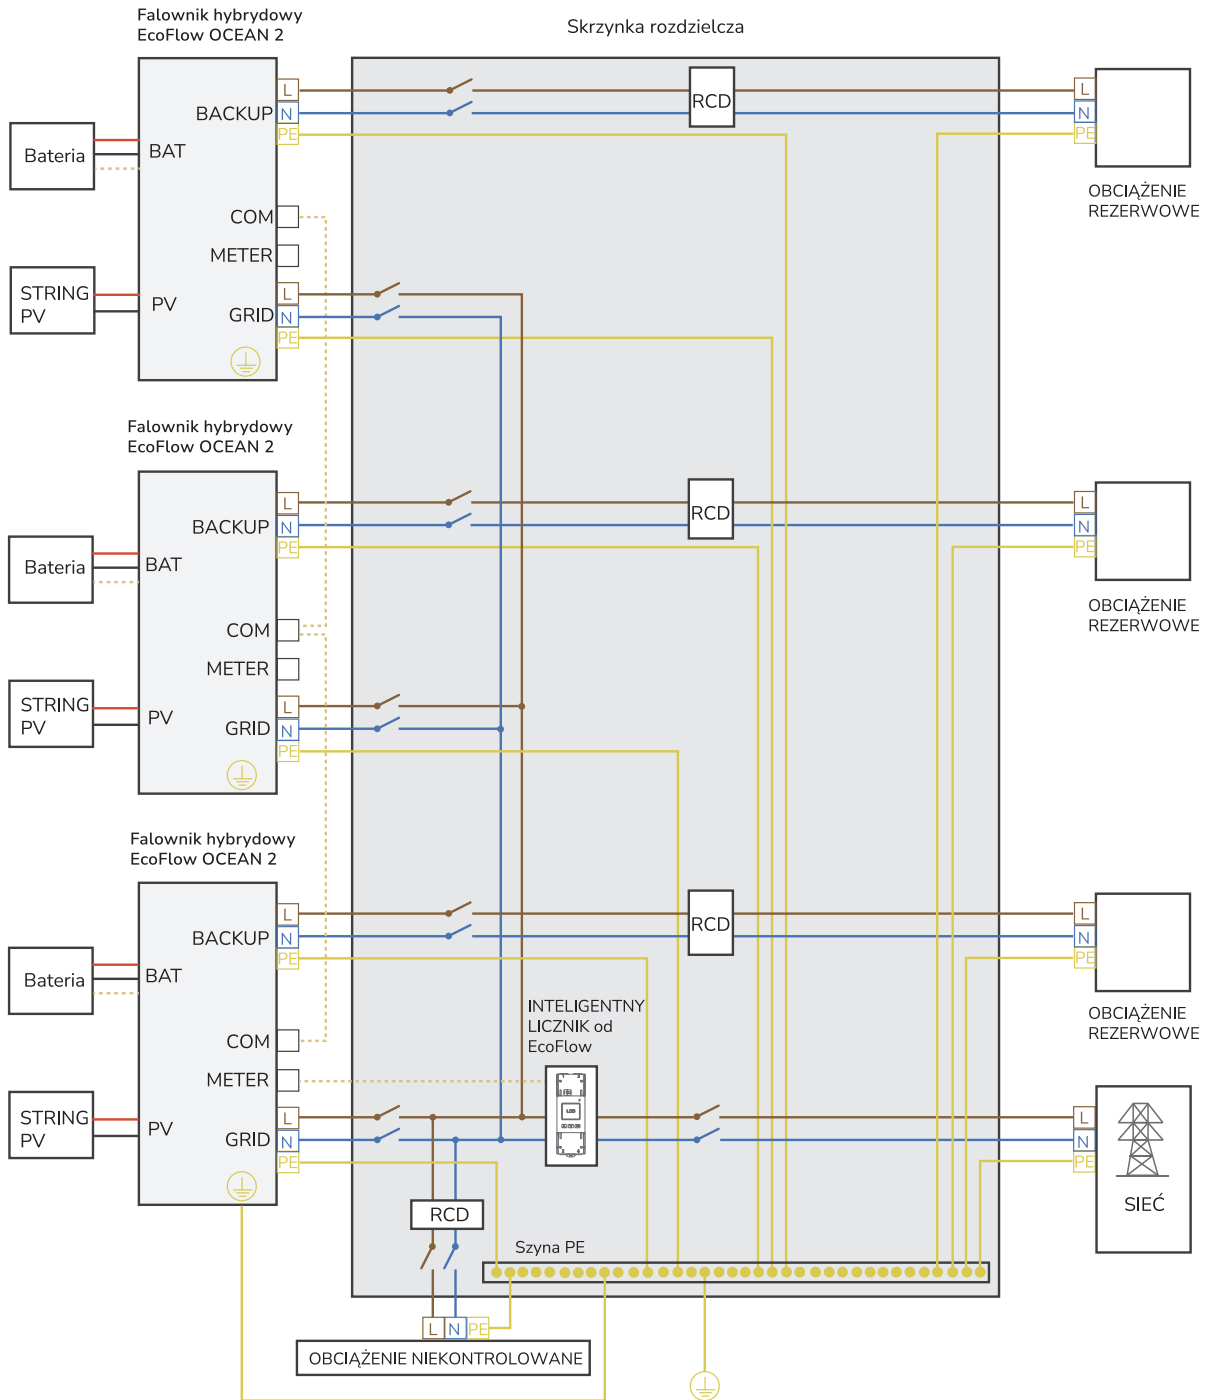 Falownik hybrydowy
EcoFlow OCEAN 2
Skrzynka rozdzielcza
L
BACKUP
N
PE
RCD
L
N
PE
Bateria
BAT
OBCIĄŻENIE
REZERWOWE
COM
METER
STRING
PV
PV
L
GRID
N
PE
Falownik hybrydowy
EcoFlow OCEAN 2
L
BACKUP
N
PE
RCD
L
N
PE
Bateria
BAT
OBCIĄŻENIE
REZERWOWE
COM
METER
STRING
PV
PV
L
GRID
N
PE
Falownik hybrydowy
EcoFlow OCEAN 2
L
BACKUP
N
PE
RCD
L
N
PE
Bateria
BAT
INTELIGENTNY
LICZNIK od
EcoFlow
OBCIĄŻENIE
REZERWOWE
COM
METER
STRING
PV
PV
L
GRID
N
PE
L
N
PE
SIEĆ
RCD
Szyna PE
L
N
PE
OBCIĄŻENIE NIEKONTROLOWANE